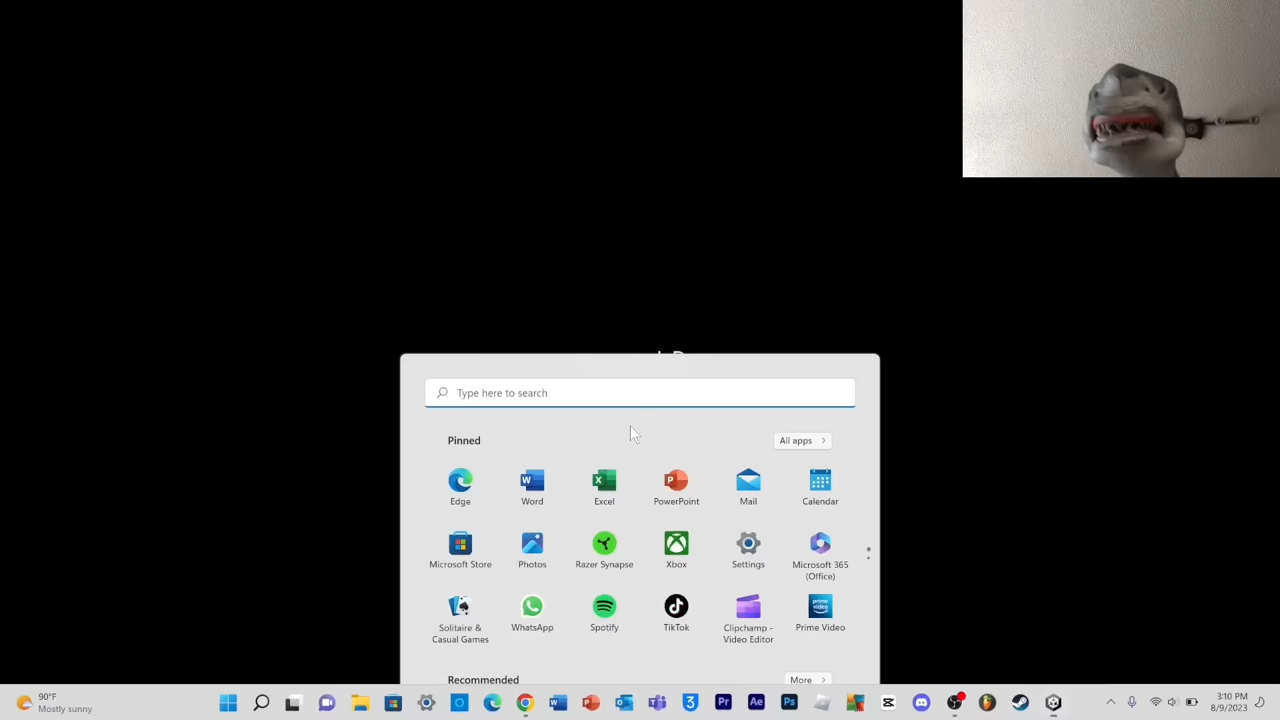 Type here to search
Pinned
All apps
Edge
Word
Excel
PowerPoint
Mail
Calendar
Microsoft Store
Photos
Razer Synapse
Xbox
Settings
Microsoft 365
(Office)
Solitaire &
Casual Games
WhatsApp
Spotify
TikTok
Clipchamp -
Video Editor
prime
video
Prime Video
Recommended
More
90°F
Mostly sunny
3:10 PM
8/9/2023